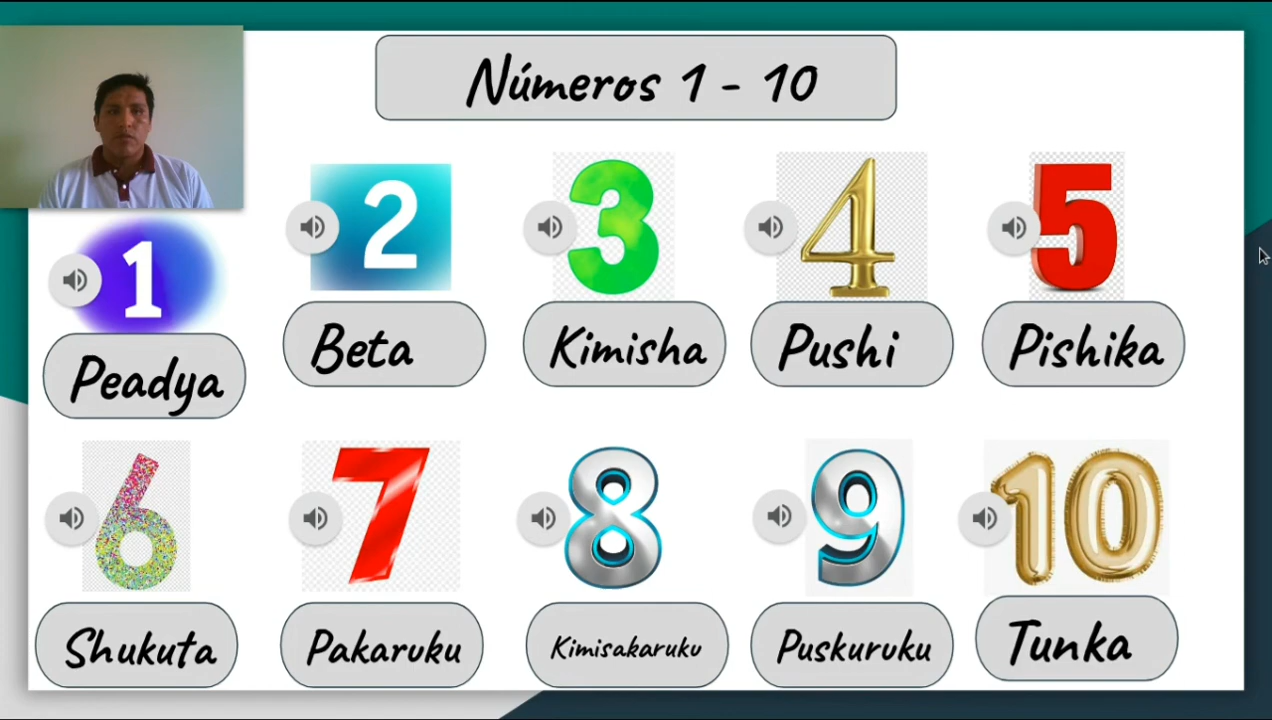 Números 1 - 10
1
2
3
4
5
Peadya
Beta
Kimisha
Pushi
Pishika
6
7
8
9
10
Shukuta
Pakaruku
Kimisakaruku
Puskuruku
Tunka